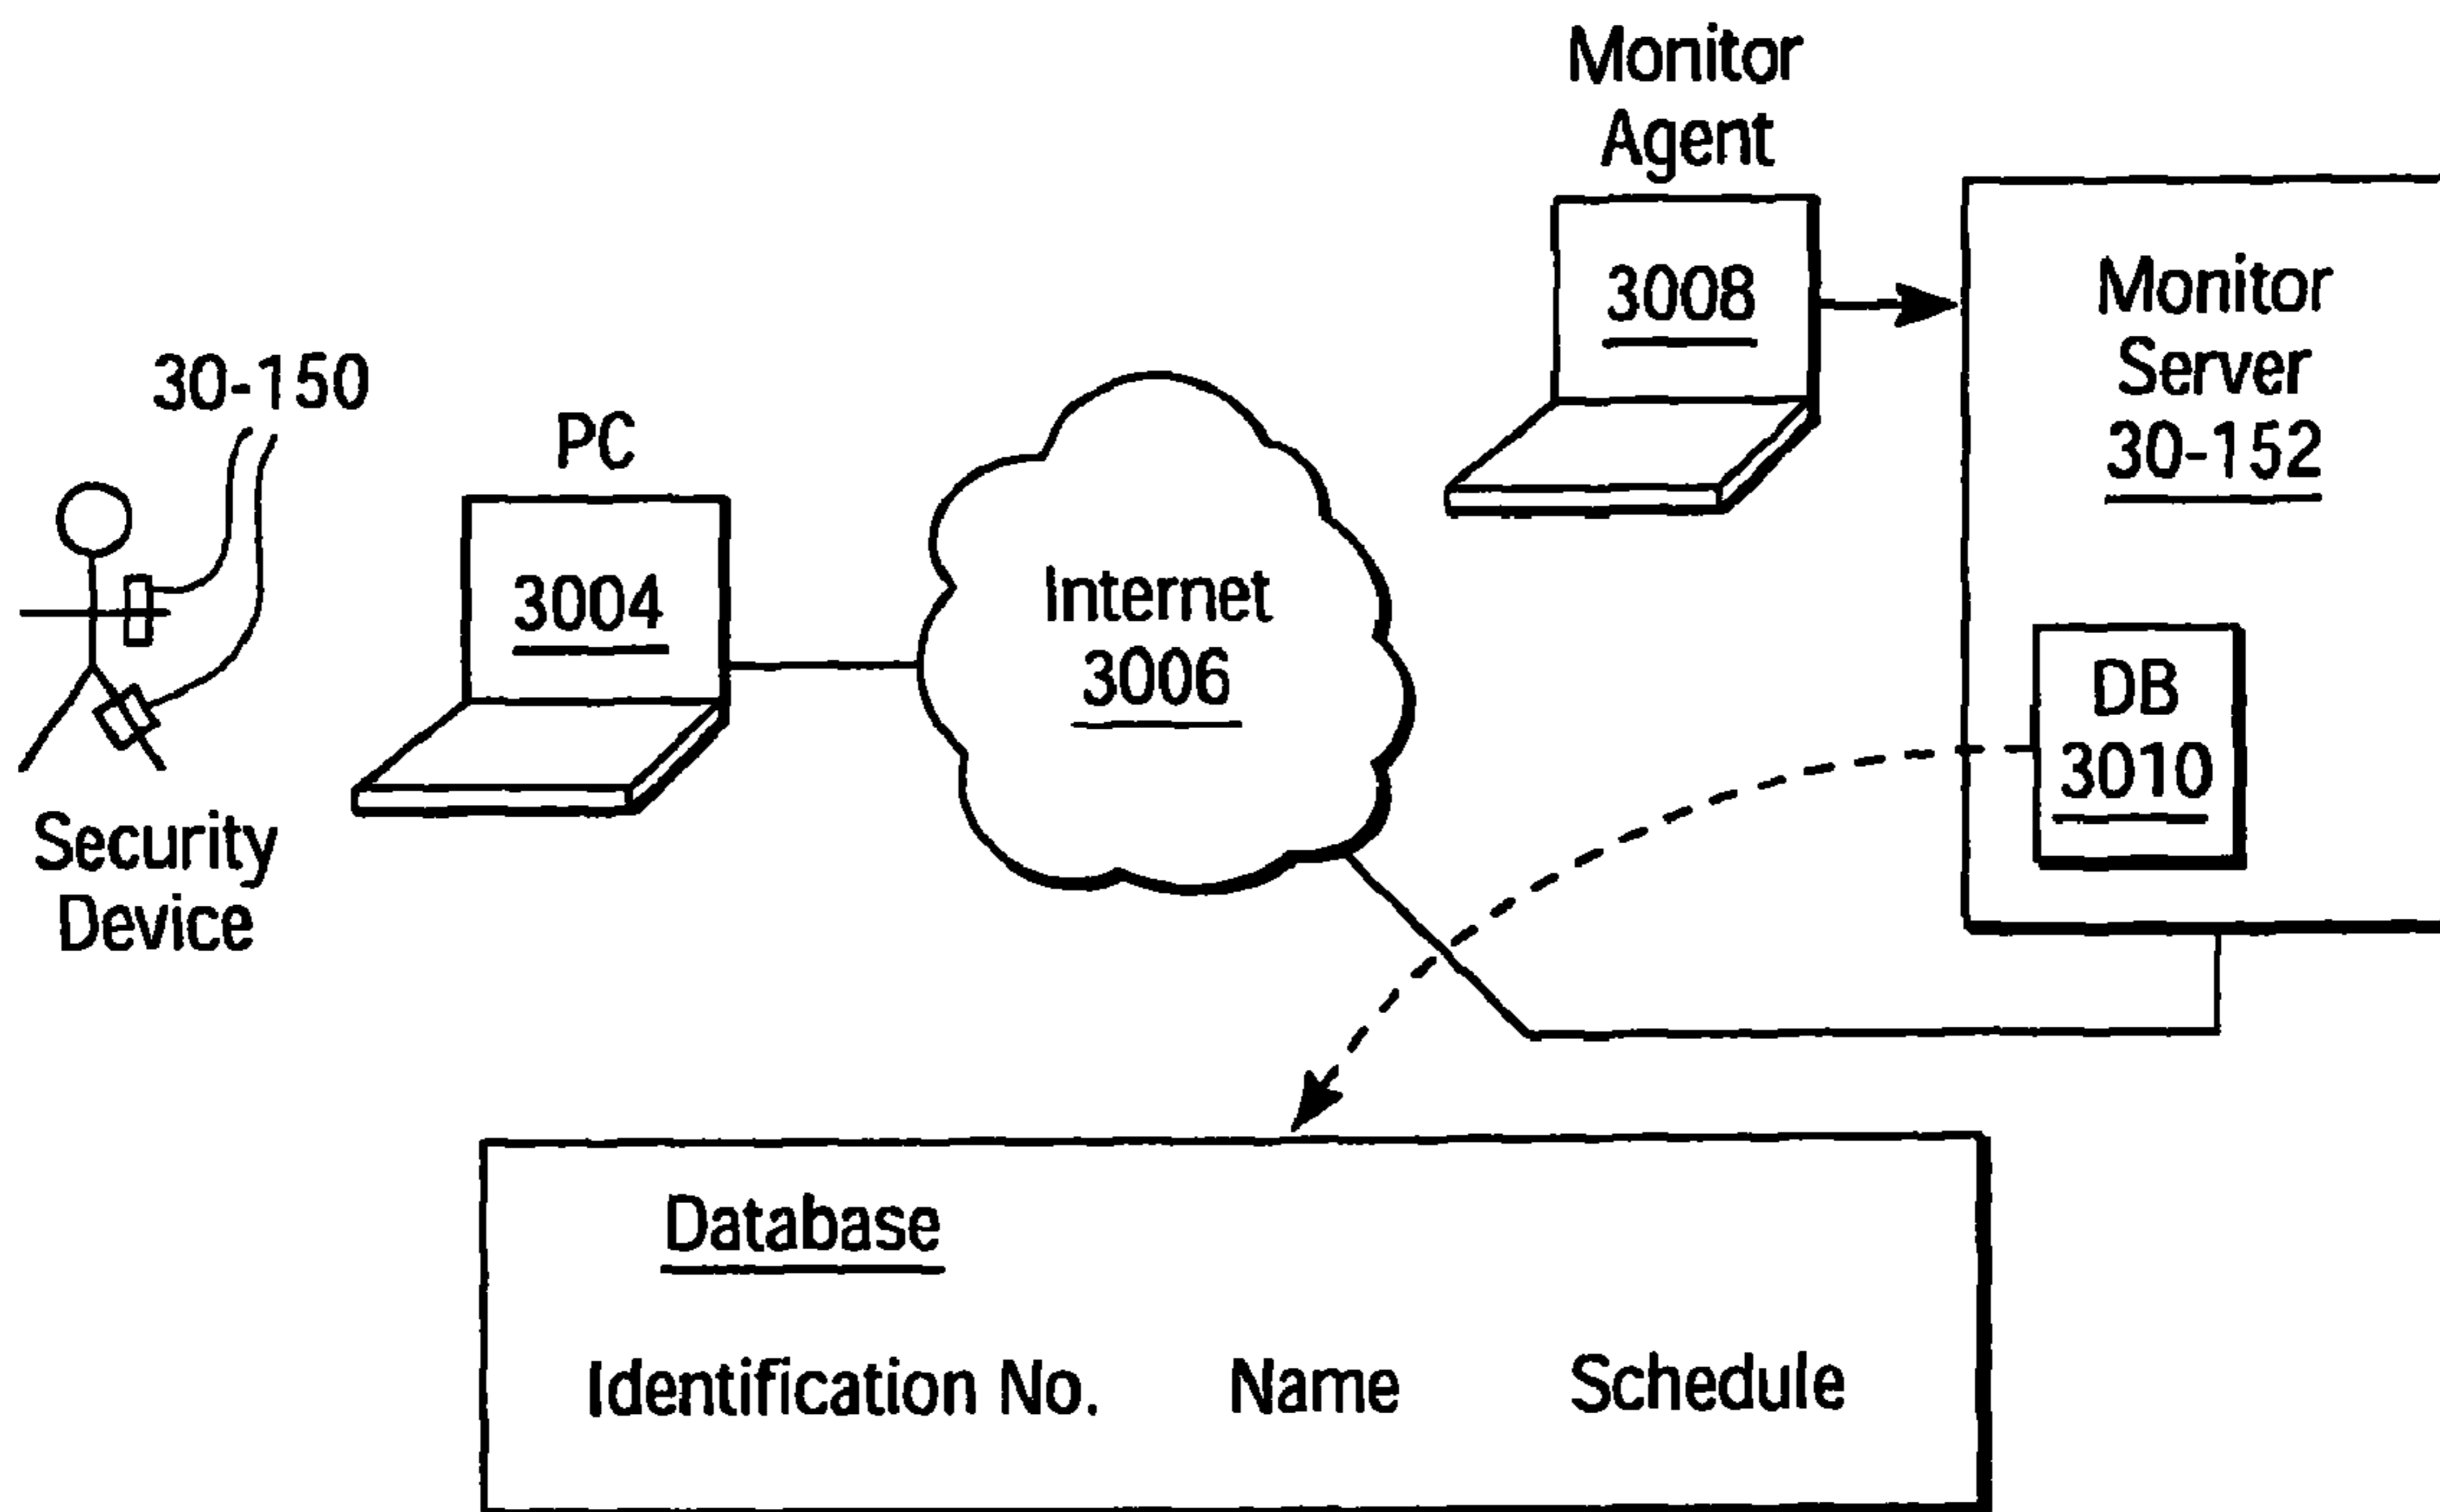 Monitor
Agent
3008
Monitor
Server
30-152
30-150
PC
3004
Internet
3006
DB
3010
Security
Device
Database
Identification No. Name Schedule